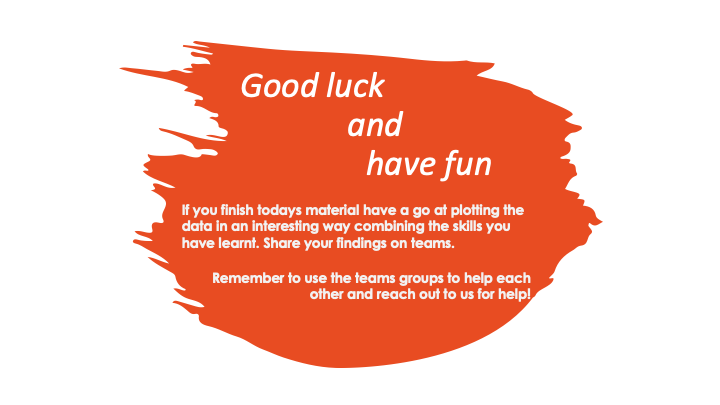 Good luck
and
have fun
If you finish todays material have a go at plotting the
data in an interesting way combining the skills you
have learnt. Share your findings on teams.
Remember to use the teams groups to help each
other and reach out to us for help!